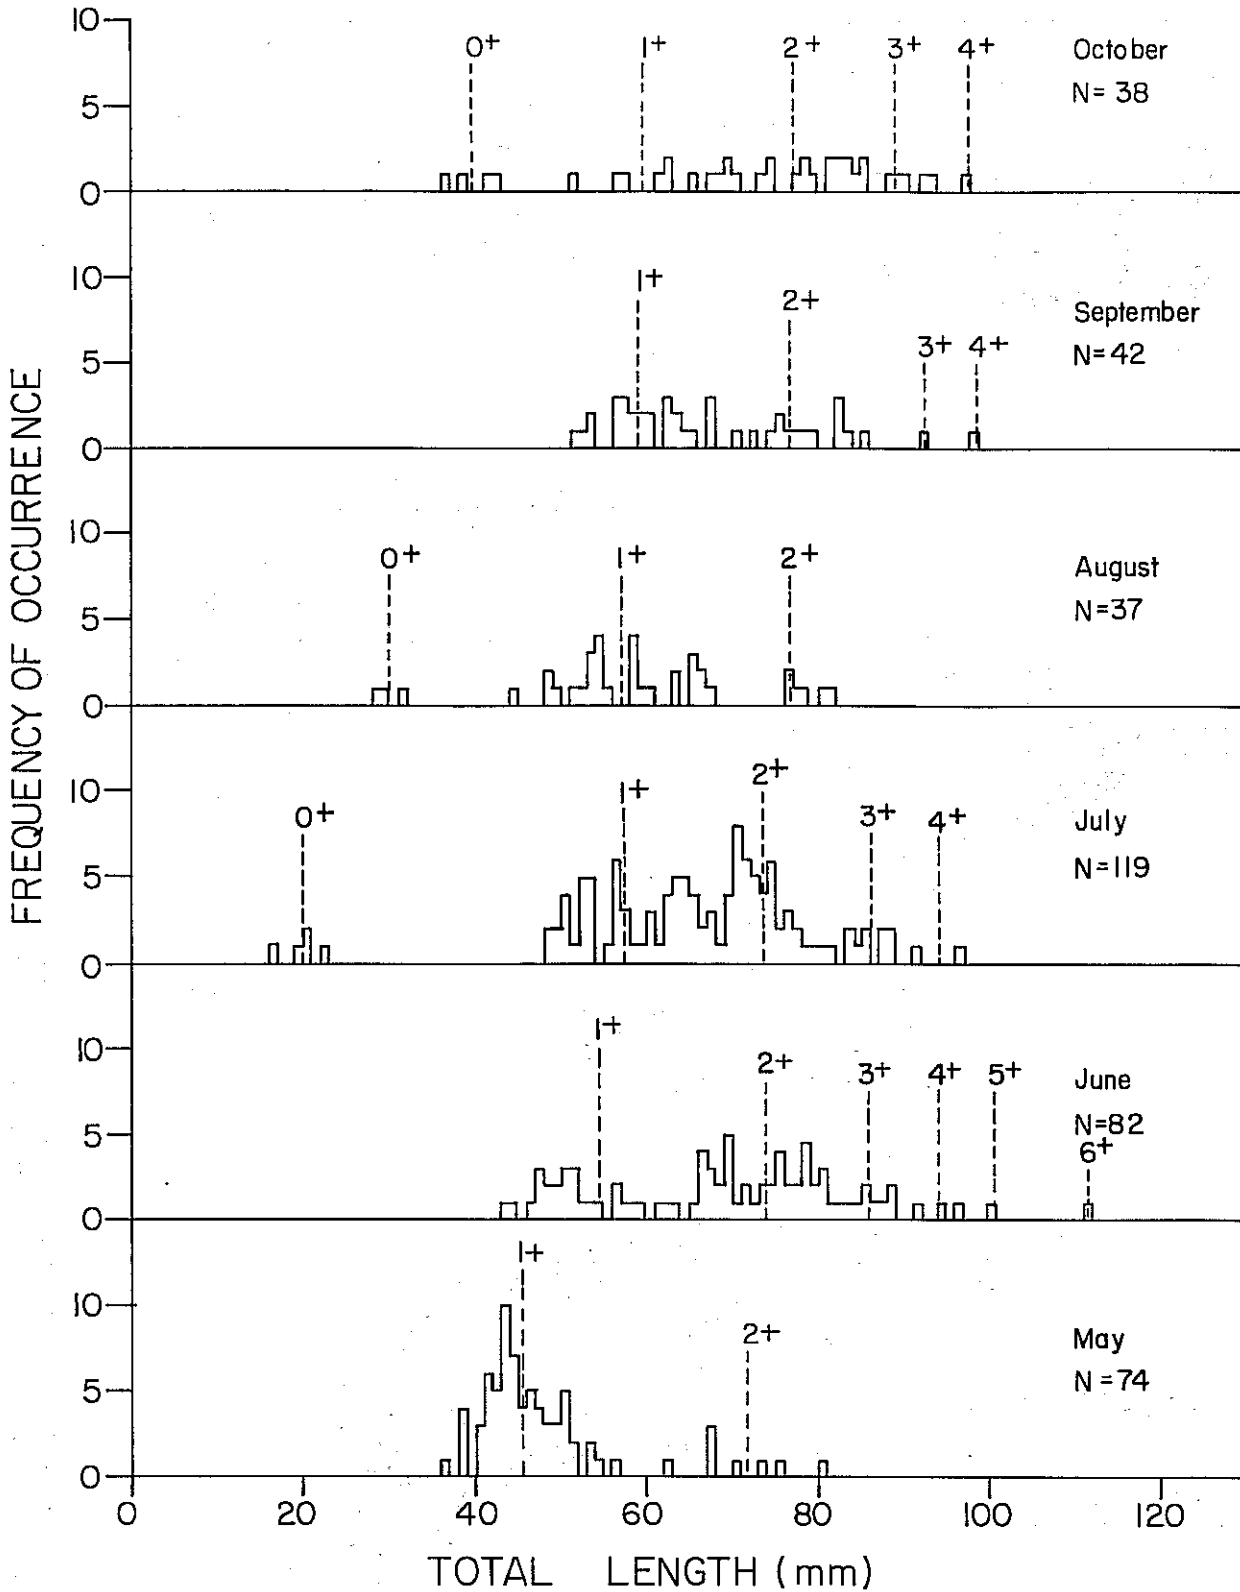 FREQUENCY OF OCCURRENCE
10
5
0
0+ 1+ 2+ 3+ 4+
October
N= 38
10
5
0
1+ 2+ 3+ 4+
September
N=42
10
5
0
0+ 1+ 2+
August
N=37
10
5
0
0+ 1+ 2+ 3+ 4+
July
N=119
10
5
0
1+ 2+ 3+ 4+ 5+ 6+
June
N=82
10
5
0
1+ 2+
May
N=74
0 20 40 60 80 100 120
TOTAL LENGTH (mm)